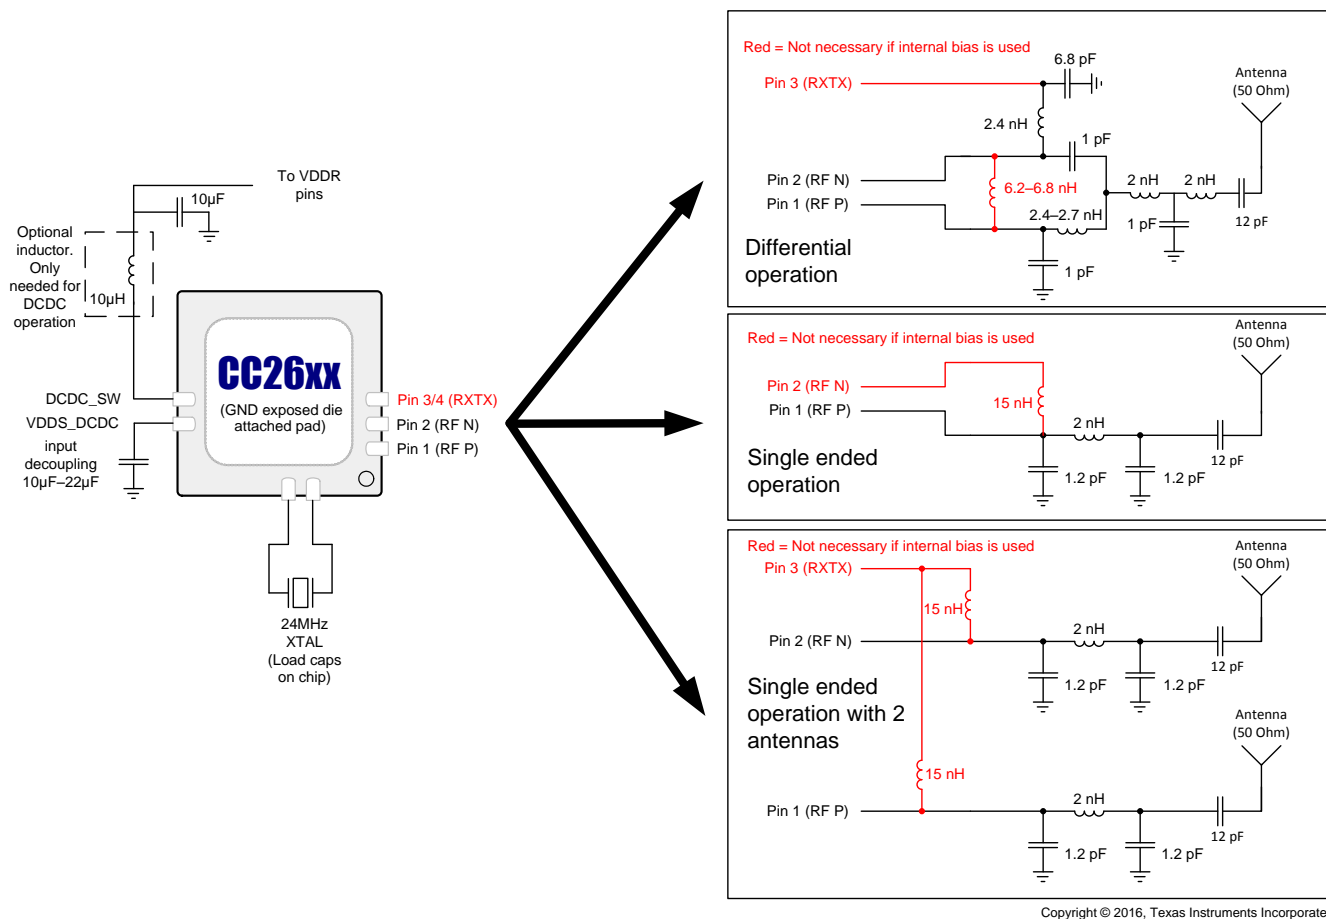 To VDDR
pins
10µF
Optional
inductor.
Only
needed for
DCDC
operation
10µH
CC26xx
(GND exposed die
attached pad)
DCDC_SW
VDDS_DCDC
input
decoupling
10µF–22µF
Pin 3/4 (RXTX)
Pin 2 (RF N)
Pin 1 (RF P)
24MHz
XTAL
(Load caps
on chip)
Red = Not necessary if internal bias is used
Pin 3 (RXTX)
6.8 pF
Antenna
(50 Ohm)
2.4 nH
1 pF
Pin 2 (RF N)
6.2–6.8 nH
2 nH
2 nH
Pin 1 (RF P)
2.4–2.7 nH
1 pF
12 pF
Differential
operation
1 pF
Red = Not necessary if internal bias is used
Antenna
(50 Ohm)
Pin 2 (RF N)
15 nH
Pin 1 (RF P)
2 nH
12 pF
Single ended
operation
1.2 pF
1.2 pF
Red = Not necessary if internal bias is used
Pin 3 (RXTX)
Antenna
(50 Ohm)
15 nH
Pin 2 (RF N)
2 nH
12 pF
1.2 pF
1.2 pF
Single ended
operation with 2
antennas
Antenna
(50 Ohm)
15 nH
Pin 1 (RF P)
2 nH
12 pF
1.2 pF
1.2 pF
Copyright © 2016, Texas Instruments Incorporate